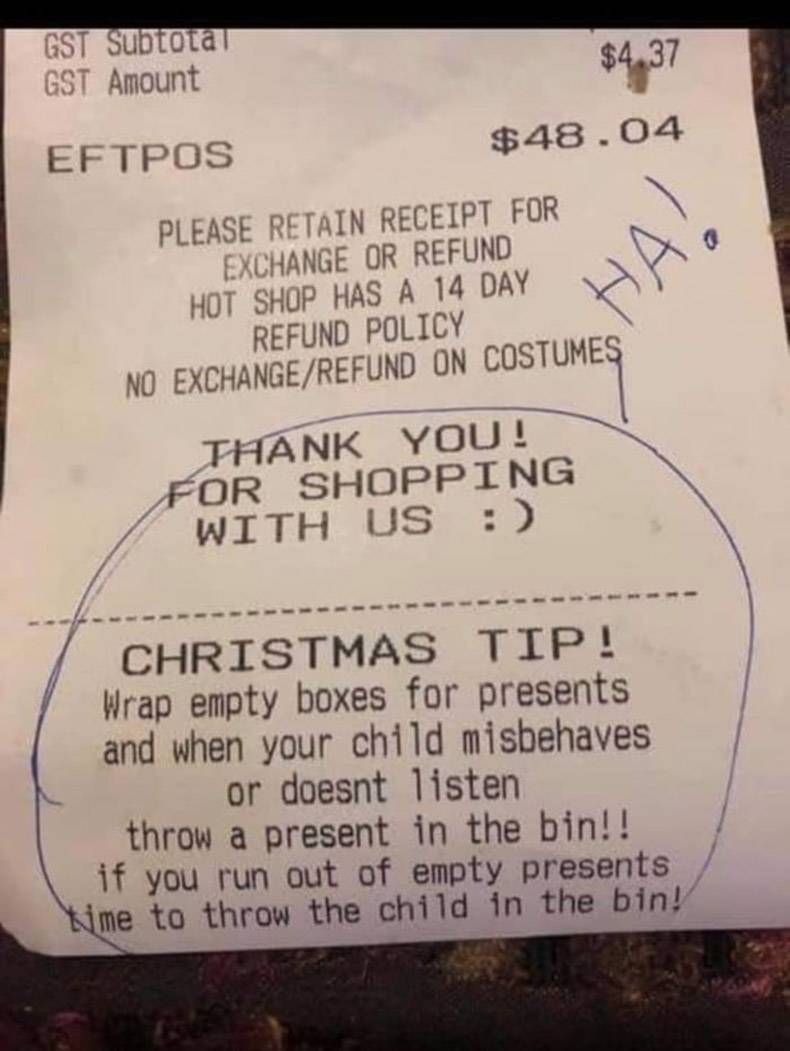 GST Subtotal
$4.37
GST Amount
EFTPOS $48.04
PLEASE RETAIN RECEIPT FOR
EXCHANGE OR REFUND
HOT SHOP HAS A 14 DAY
REFUND POLICY
NO EXCHANGE/REFUND ON COSTUMES
HA!
THANK YOU!
FOR SHOPPING
WITH US :)
CHRISTMAS TIP!
Wrap empty boxes for presents
and when your child misbehaves
or doesnt listen
throw a present in the bin!!
if you run out of empty presents
time to throw the child in the bin!